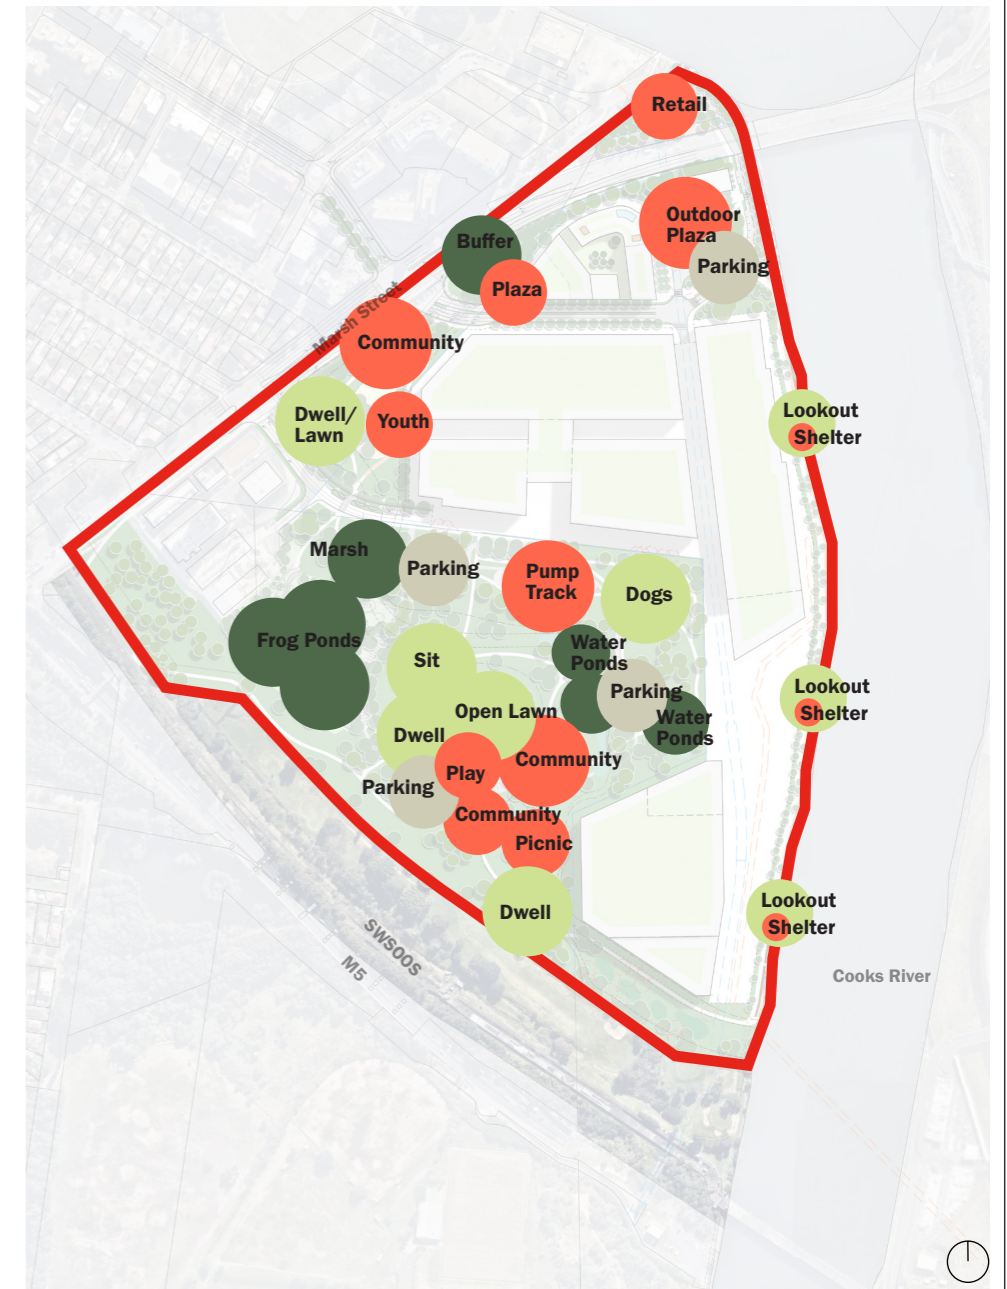 Retail
Outdoor
Plaza
Parking
Buffer
Plaza
Marsh Street
Community
Dwell/
Lawn
Youth
Lookout
Shelter
Marsh
Parking
Pump
Track
Dogs
Frog Ponds
Water
Ponds
Sit
Parking
Lookout
Shelter
Open Lawn
Water
Ponds
Dwell
Community
Play
Parking
Community
Picnic
Dwell
Lookout
Shelter
SWSOOS
M5
Cooks River